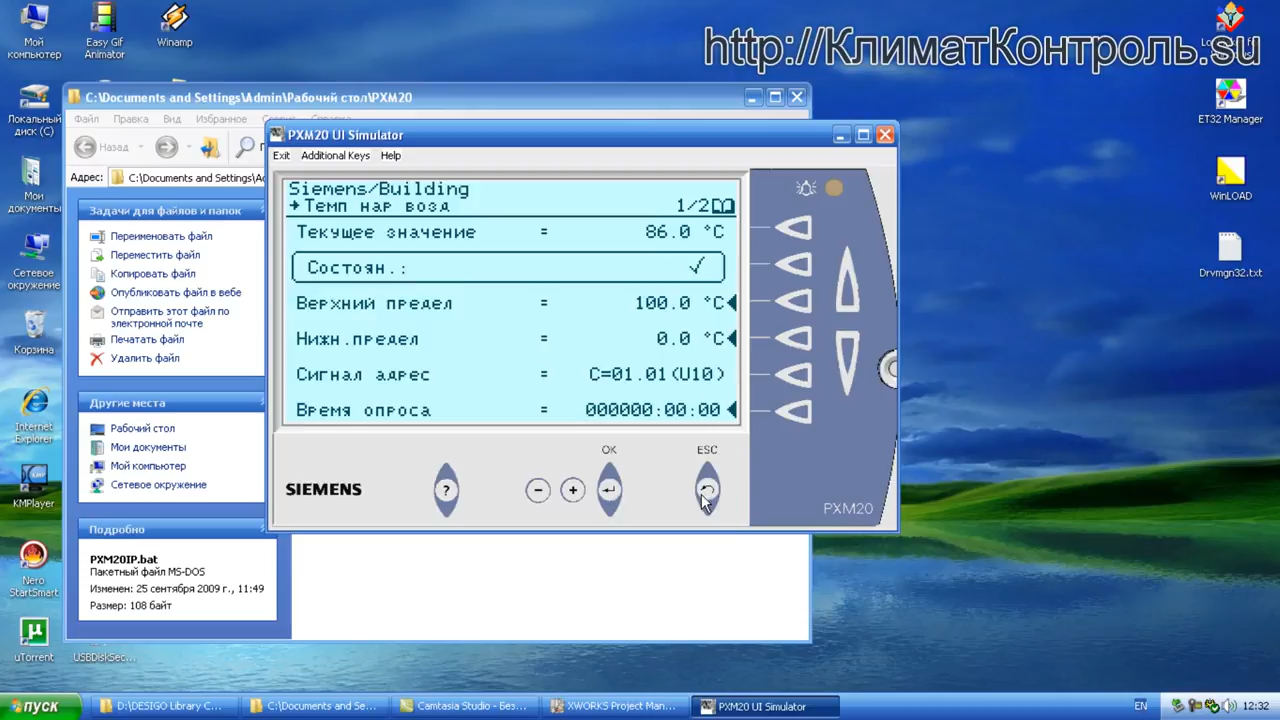 http://КлиматКонтроль.su
Мой компьютер
Easy Gif Animator
Winamp
Локальный диск (C)
Мои документы
Сетевое окружение
Корзина
Internet Explorer
KMPlayer
Nero StartSmart
uTorrent
USBDiskSec...
ET32 Manager
WinLOAD
Drvmgn32.txt
C:\Documents and Settings\Admin\Рабочий стол\PXM20
Файл Правка Вид Избранное Сервис Справка
Назад
Адрес: C:\Documents and Settings\A
Задачи для файлов и папок
Переименовать файл
Переместить файл
Копировать файл
Опубликовать файл в вебе
Отправить этот файл по
электронной почте
Печатать файл
Удалить файл
Другие места
Рабочий стол
Мои документы
Мой компьютер
Сетевое окружение
Подробно
PXM20IP.bat
Пакетный файл MS-DOS
Изменен: 25 сентября 2009 г., 11:49
Размер: 108 байт
PXM20 UI Simulator
Exit Additional Keys Help
Siemens/Building
Темп нар возд 1/2
Текущее значение = 86.0 °C
Состоян.: ✓
Верхний предел = 100.0 °C
Нижн.предел = 0.0 °C
Сигнал адрес = C=01.01(U10)
Время опроса = 000000:00:00
OK ESC
SIEMENS ? − +
PXM20
пуск
D:\DESIGO Library C...
C:\Documents and Se...
Camtasia Studio - Без...
XWORKS Project Man...
PXM20 UI Simulator
EN
12:32